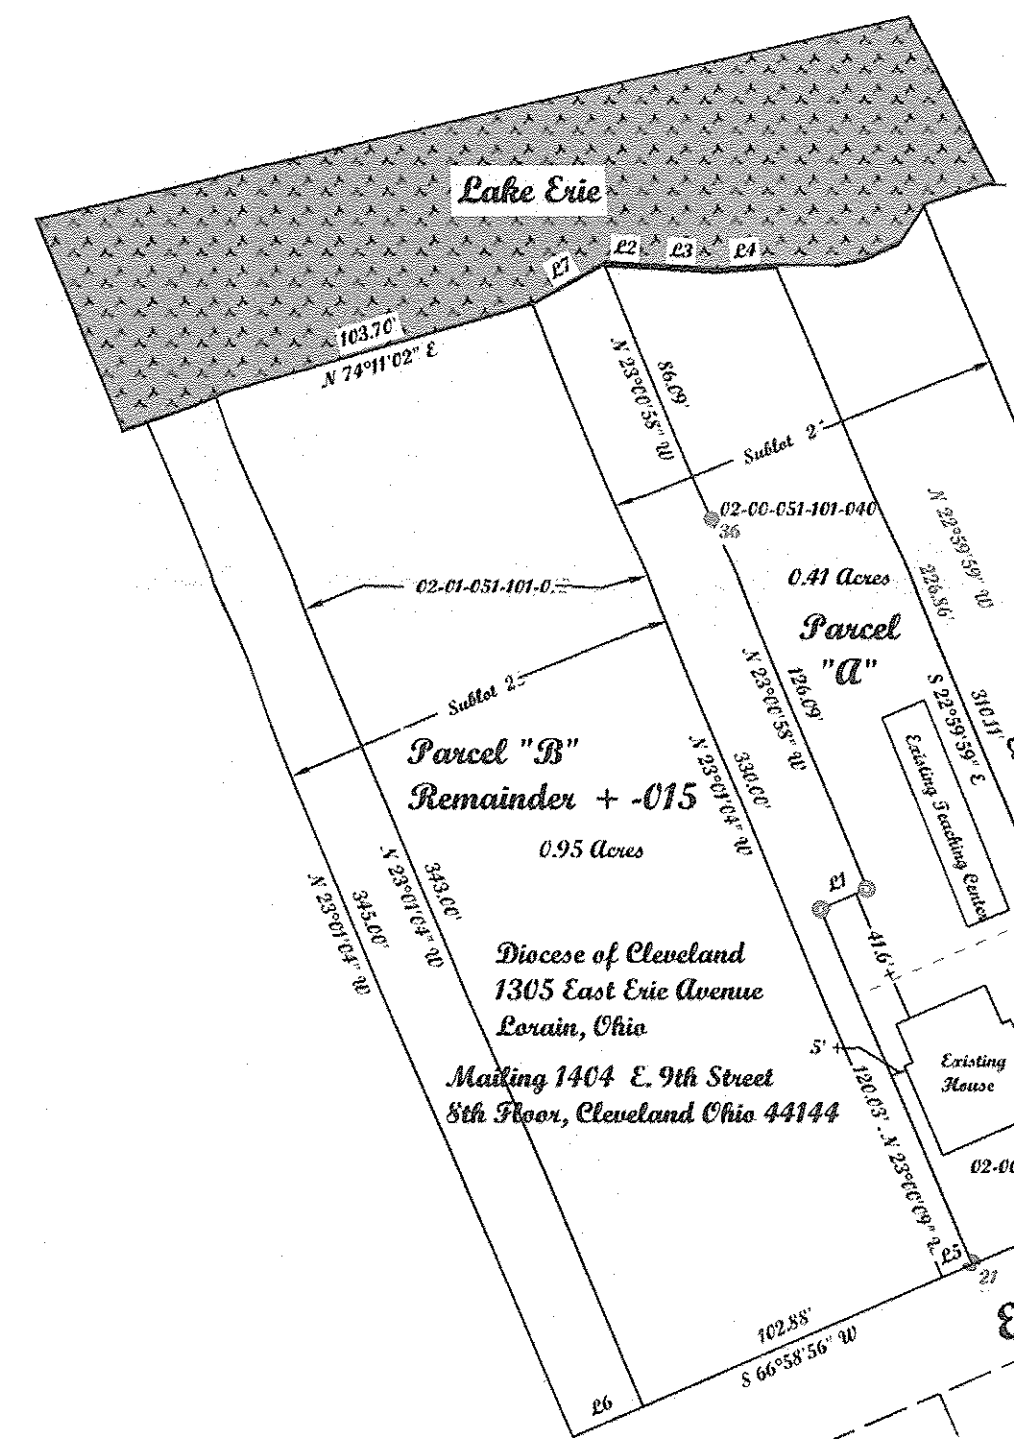 Lake Erie
L7
L2
L3
L4
103.70'
N 74°11'02" E
N 23°00'58" W
86.09'
Sublot
02-00-051-101-040
36
0.41 Acres
Parcel
"A"
N 22°59'59" W
226.86'
S 22°59'59" E
310.11'
Existing Teaching Center
N 23°00'58" W
126.09'
02-01-051-101-0
Sublot
Parcel "B"
Remainder + -015
0.95 Acres
N 23°01'04" W
330.00'
N 23°01'04" W
343.00'
N 23°01'04" W
345.00'
L1
41.6'±
Diocese of Cleveland
1305 East Erie Avenue
Lorain, Ohio
Mailing 1404 E. 9th Street
8th Floor, Cleveland Ohio 44144
5' ±
Existing
House
120.03' - N 23°00'09"
02-00
L5
21
102.88'
S 66°58'56" W
L6